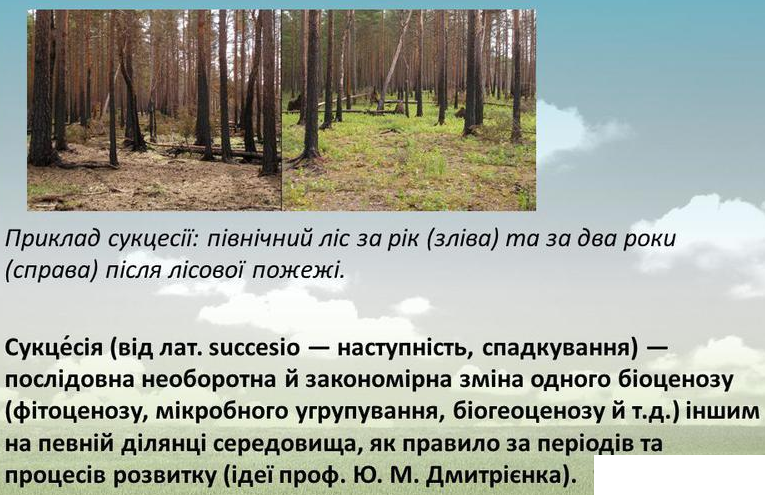 Приклад сукцесії: північний ліс за рік (зліва) та за два роки
(справа) після лісової пожежі.
Сукце́сія (від лат. succesio — наступність, спадкування) —
послідовна необоротна й закономірна зміна одного біоценозу
(фітоценозу, мікробного угрупування, біогеоценозу й т.д.) іншим
на певній ділянці середовища, як правило за періодів та
процесів розвитку (ідеї проф. Ю. М. Дмитрієнка).